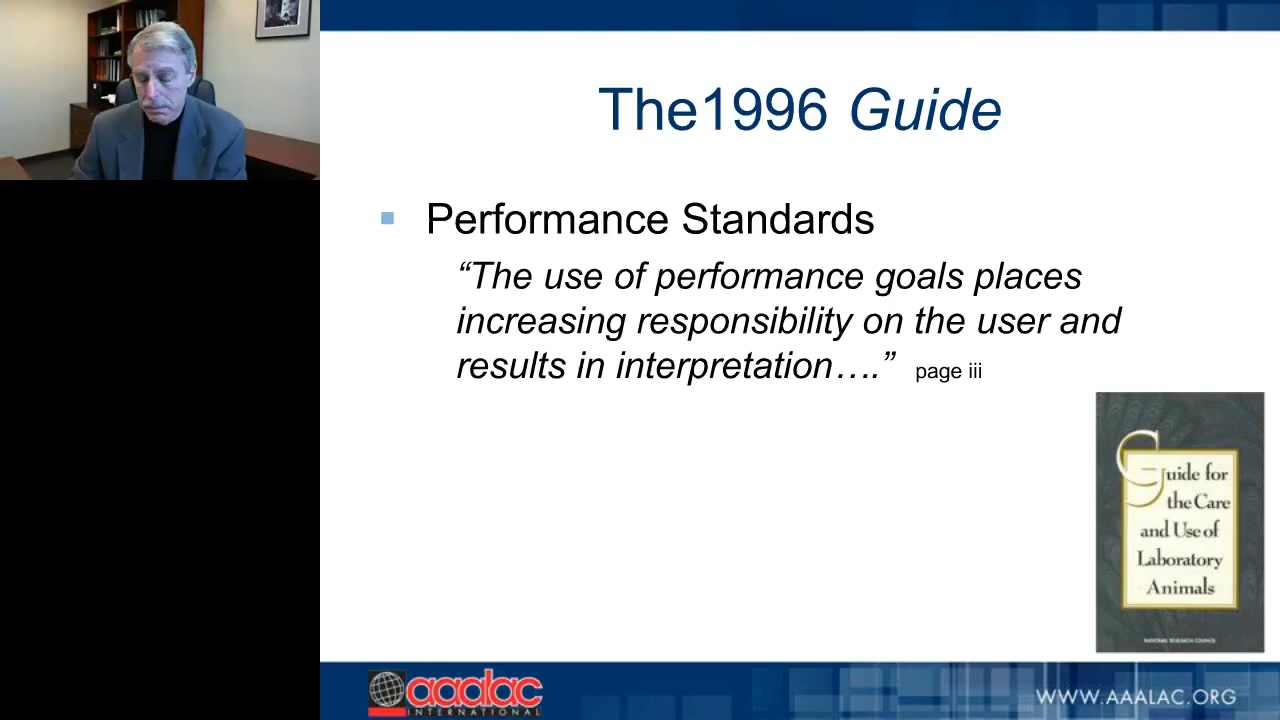 The1996 Guide
▪ Performance Standards
“The use of performance goals places
increasing responsibility on the user and
results in interpretation….” page iii
Guide for
the Care
and Use of
Laboratory
Animals
NATIONAL RESEARCH COUNCIL
aaalac
INTERNATIONAL
WWW.AAALAC.ORG